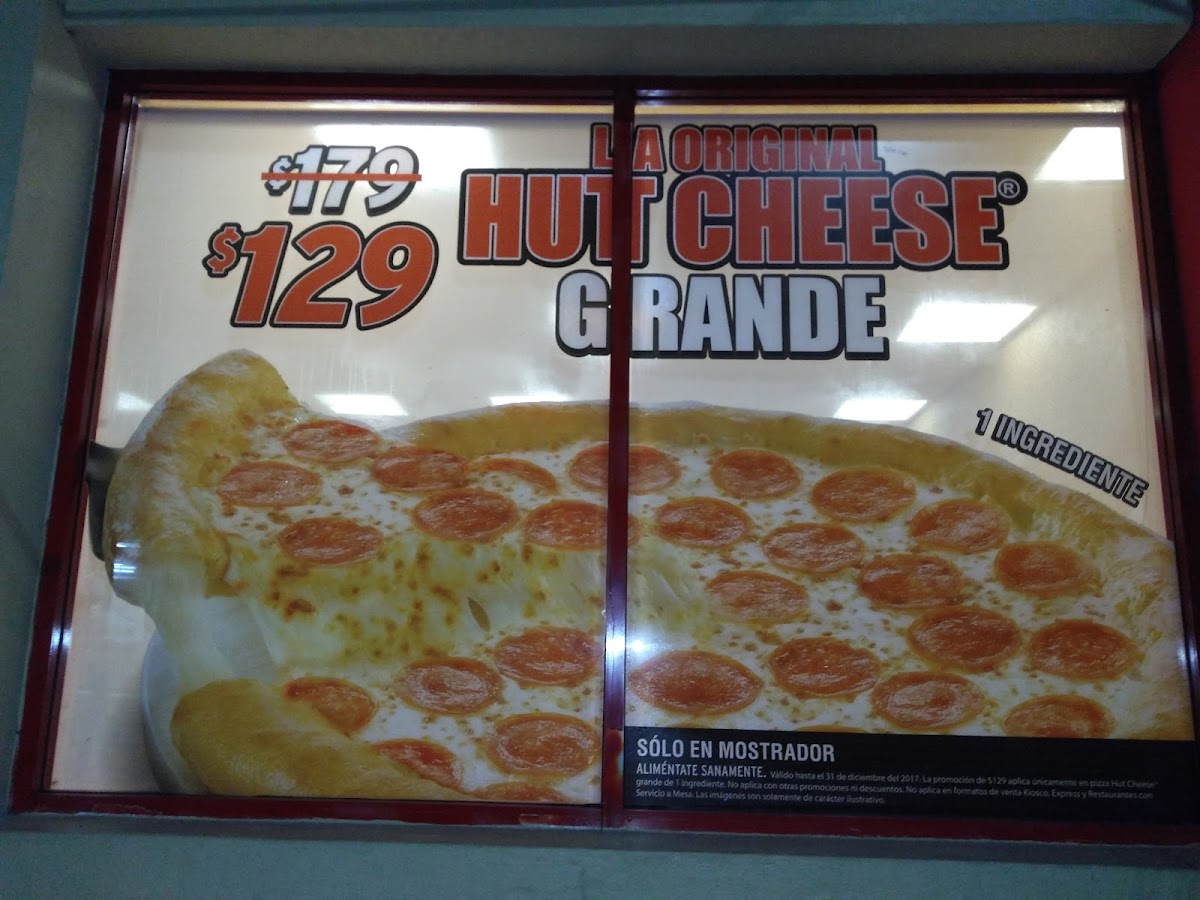 $179
$129
LA ORIGINAL
HUT CHEESE®
GRANDE
1 INGREDIENTE
SÓLO EN MOSTRADOR
ALIMÉNTATE SANAMENTE. Válido hasta el 31 de diciembre del 2017. La promoción de $129 aplica únicamente en pizza Hut Cheese®
grande de 1 ingrediente. No aplica con otras promociones ni descuentos. No aplica en formatos de venta Kiosco, Express y Restaurantes con
Servicio a Mesa. Las imágenes son solamente de carácter ilustrativo.